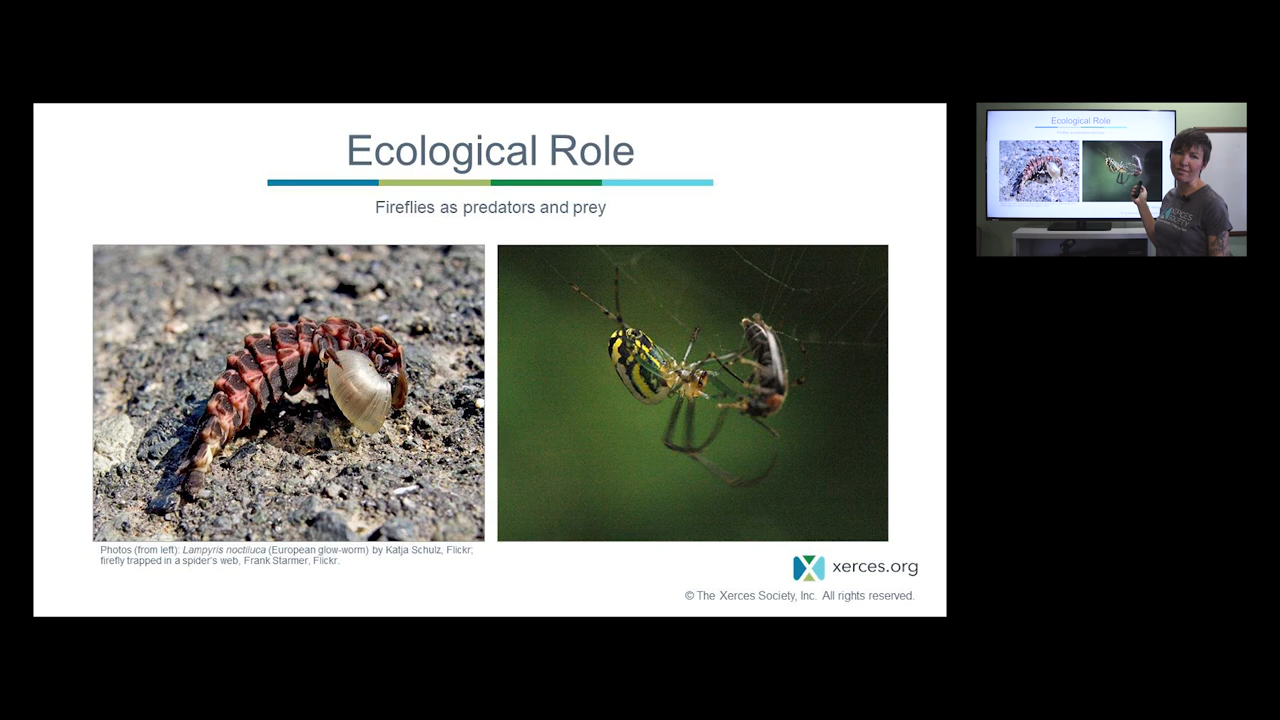 Ecological Role
Fireflies as predators and prey
Photos (from left): Lampyris noctiluca (European glow-worm) by Katja Schulz, Flickr;
firefly trapped in a spider's web, Frank Starmer, Flickr.
xerces.org
© The Xerces Society, Inc. All rights reserved.
Ecological Role
XERCES
SOCIETY